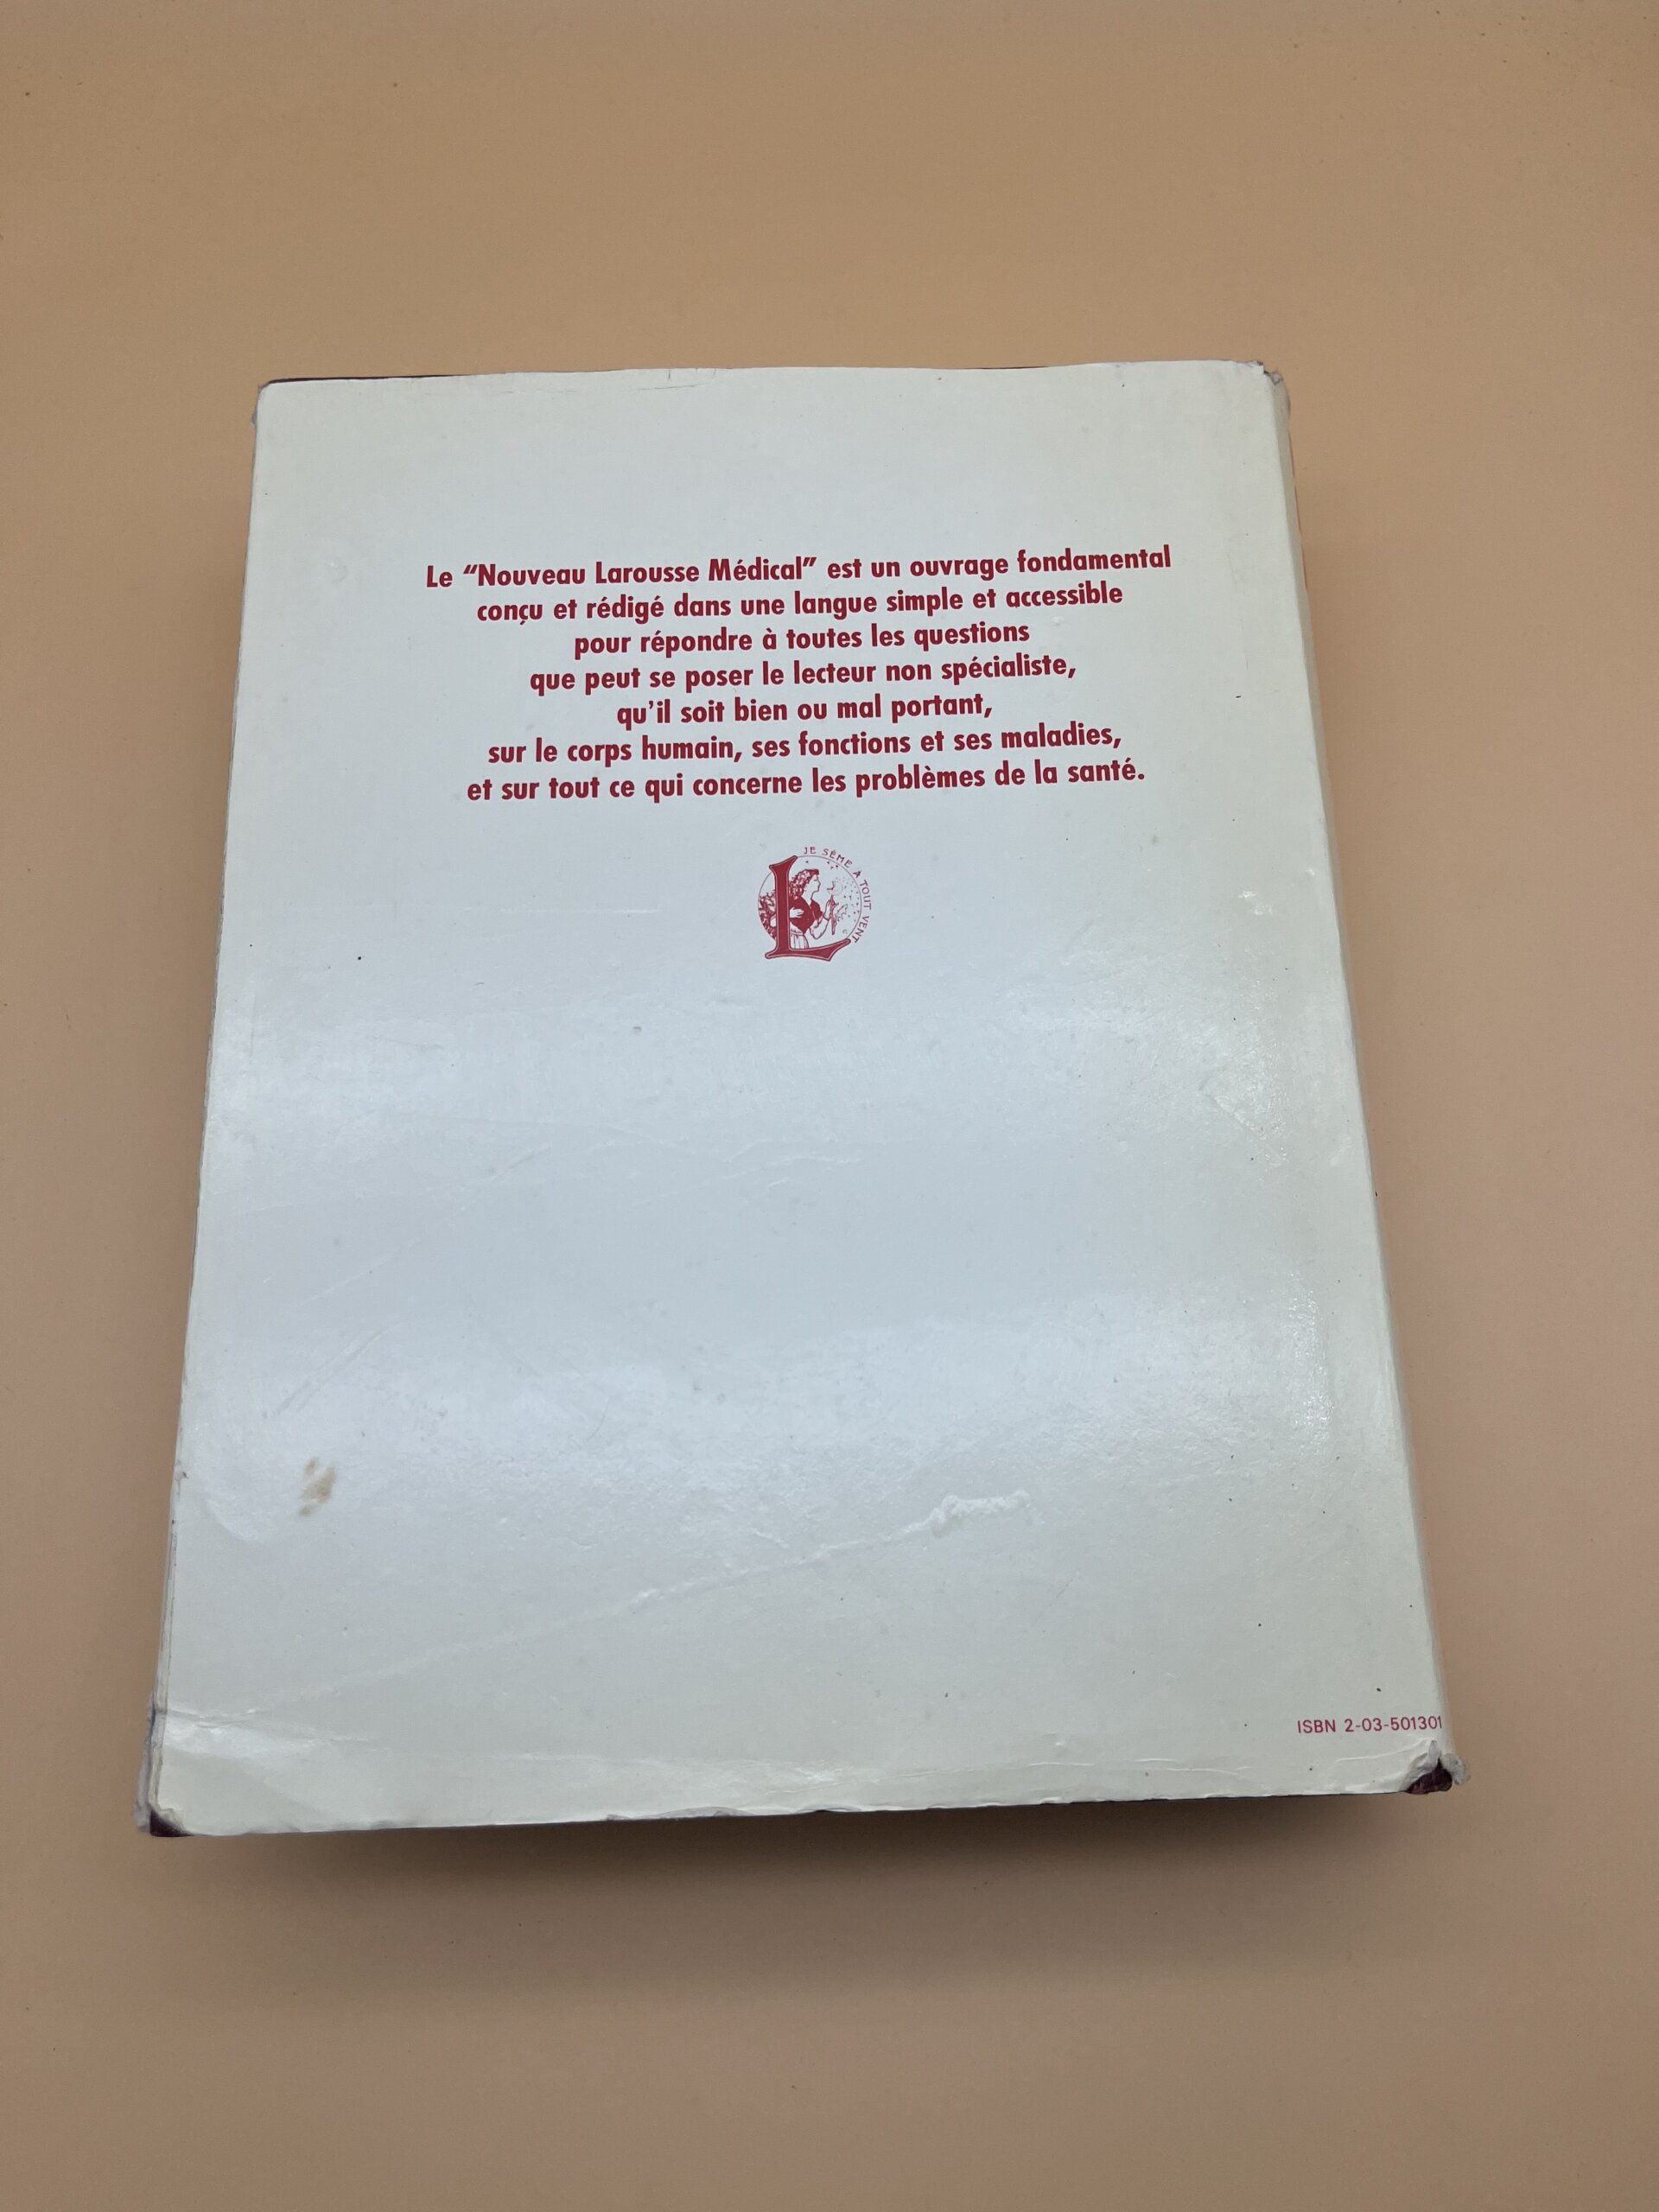 Le “Nouveau Larousse Médical” est un ouvrage fondamental
conçu et rédigé dans une langue simple et accessible
pour répondre à toutes les questions
que peut se poser le lecteur non spécialiste,
qu’il soit bien ou mal portant,
sur le corps humain, ses fonctions et ses maladies,
et sur tout ce qui concerne les problèmes de la santé.
JE SÈME À TOUT VENT
L
ISBN 2-03-501301